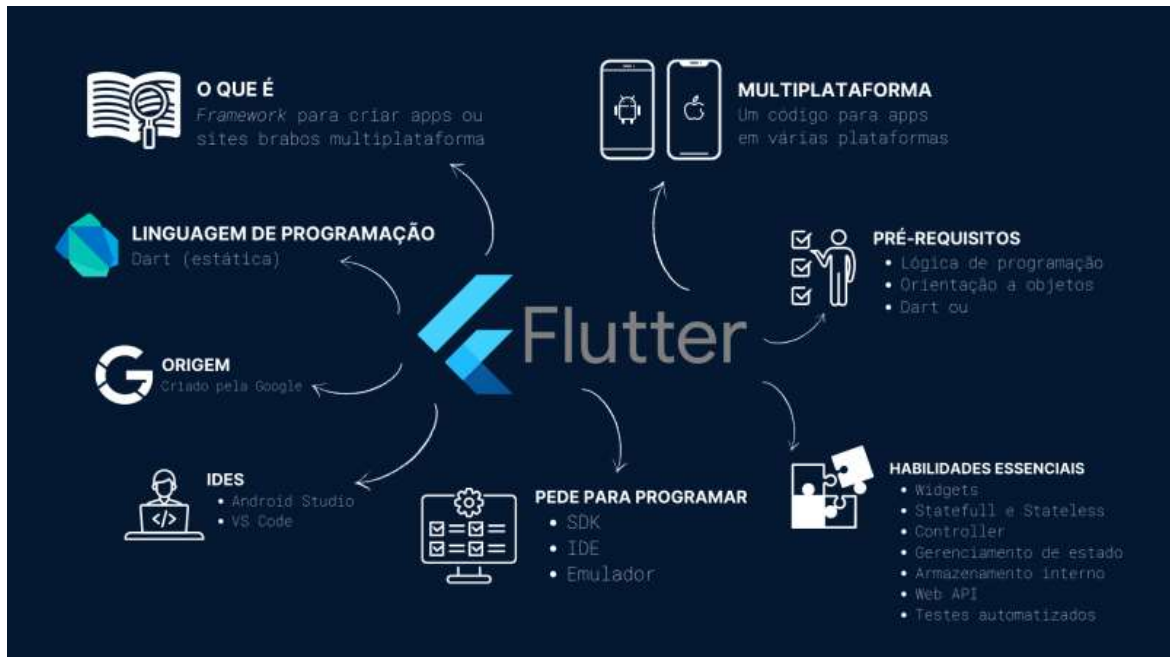 O QUE É
Framework para criar apps ou
sites brabos multiplataforma
MULTIPLATAFORMA
Um código para apps
em várias plataformas
LINGUAGEM DE PROGRAMAÇÃO
Dart (estática)
PRÉ-REQUISITOS
• Lógica de programação
• Orientação a objetos
• Dart ou
Flutter
ORIGEM
Criado pela Google
IDES
• Android Studio
• VS Code
PEDE PARA PROGRAMAR
• SDK
• IDE
• Emulador
HABILIDADES ESSENCIAIS
• Widgets
• Statefull e Stateless
• Controller
• Gerenciamento de estado
• Armazenamento interno
• Web API
• Testes automatizados